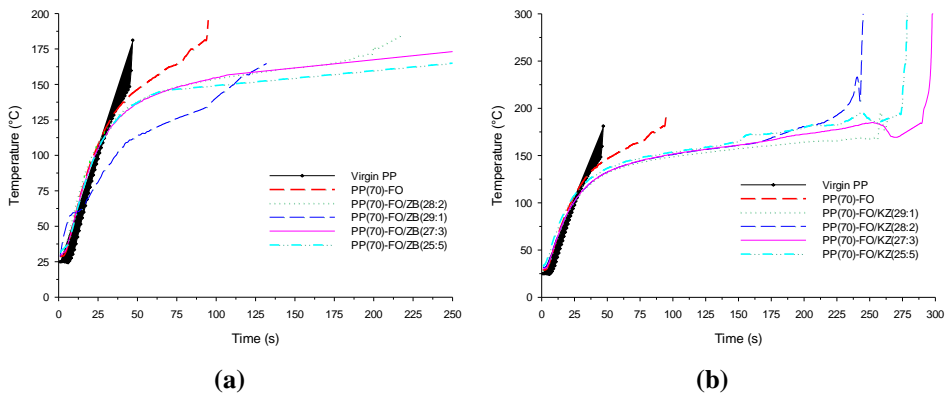 200
175
150
125
100
75
50
25
0
Temperature (°C)
Virgin PP
PP(70)-FO
PP(70)-FO/ZB(28:2)
PP(70)-FO/ZB(29:1)
PP(70)-FO/ZB(27:3)
PP(70)-FO/ZB(25:5)
0 25 50 75 100 125 150 175 200 225 250
Time (s)
(a)
300
250
200
150
100
50
0
Temperature (°C)
Virgin PP
PP(70)-FO
PP(70)-FO/KZ(29:1)
PP(70)-FO/KZ(28:2)
PP(70)-FO/KZ(27:3)
PP(70)-FO/KZ(25:5)
0 25 50 75 100 125 150 175 200 225 250 275 300
Time (s)
(b)